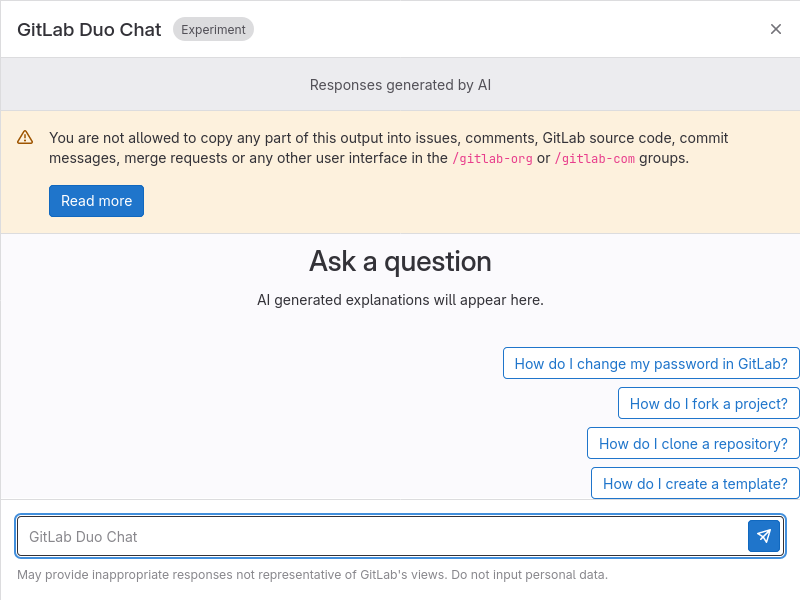 GitLab Duo Chat Experiment
Responses generated by AI
You are not allowed to copy any part of this output into issues, comments, GitLab source code, commit
messages, merge requests or any other user interface in the /gitlab-org or /gitlab-com groups.
Read more
Ask a question
AI generated explanations will appear here.
How do I change my password in GitLab?
How do I fork a project?
How do I clone a repository?
How do I create a template?
GitLab Duo Chat
May provide inappropriate responses not representative of GitLab's views. Do not input personal data.